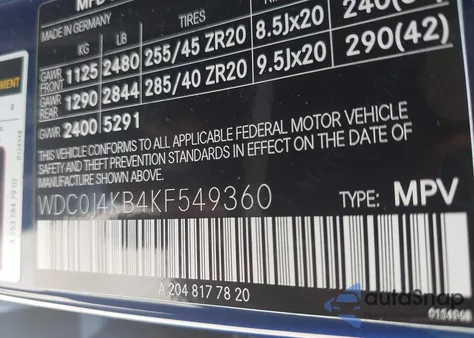 MFD
MADE IN GERMANY
KG LB TIRES
240
GAWR FRONT 1125 2480 255/45 ZR20 8.5Jx20
GAWR REAR 1290 2844 285/40 ZR20 9.5Jx20 290(42)
GVWR 2400 5291
THIS VEHICLE CONFORMS TO ALL APPLICABLE FEDERAL MOTOR VEHICLE
SAFETY AND THEFT PREVENTION STANDARDS IN EFFECT ON THE DATE OF
MANUFACTURE SHOWN ABOVE.
WDC0J4KB4KF549360 TYPE: MPV
A 204 817 78 20
autoSnap